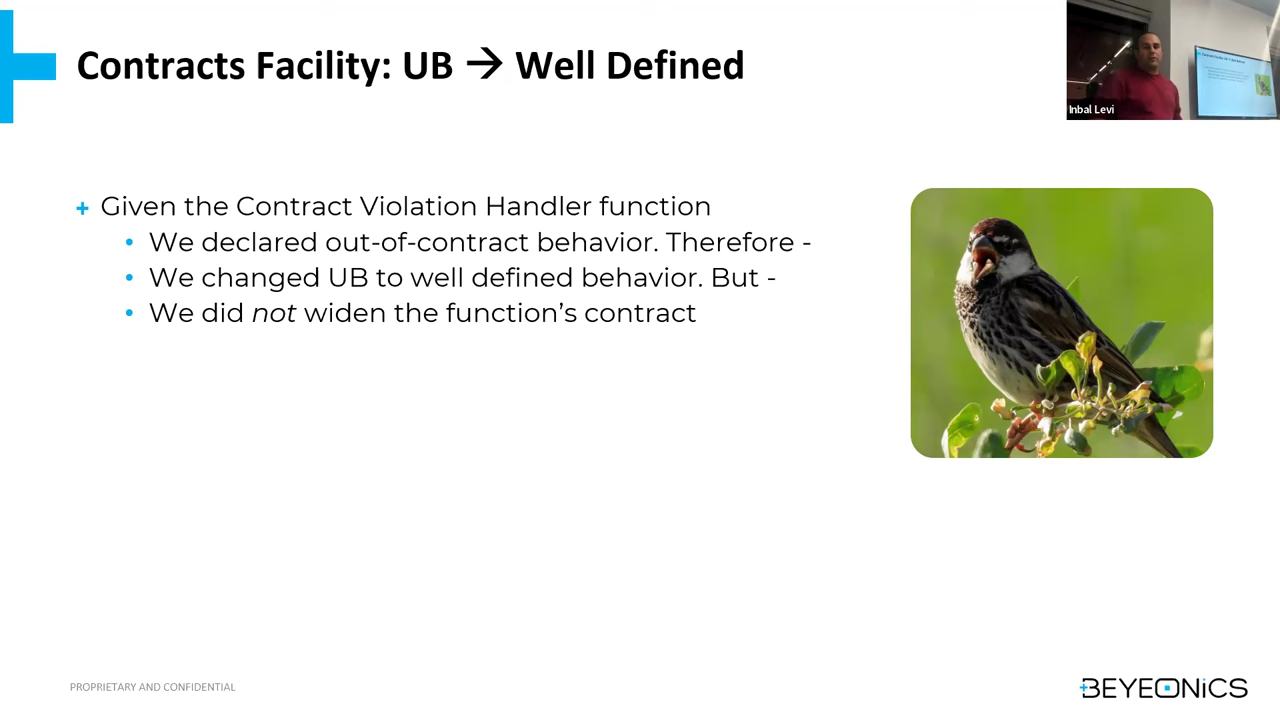 Contracts Facility: UB → Well Defined
Inbal Levi
+ Given the Contract Violation Handler function
• We declared out-of-contract behavior. Therefore -
• We changed UB to well defined behavior. But -
• We did not widen the function's contract
PROPRIETARY AND CONFIDENTIAL
BEYEONiCS